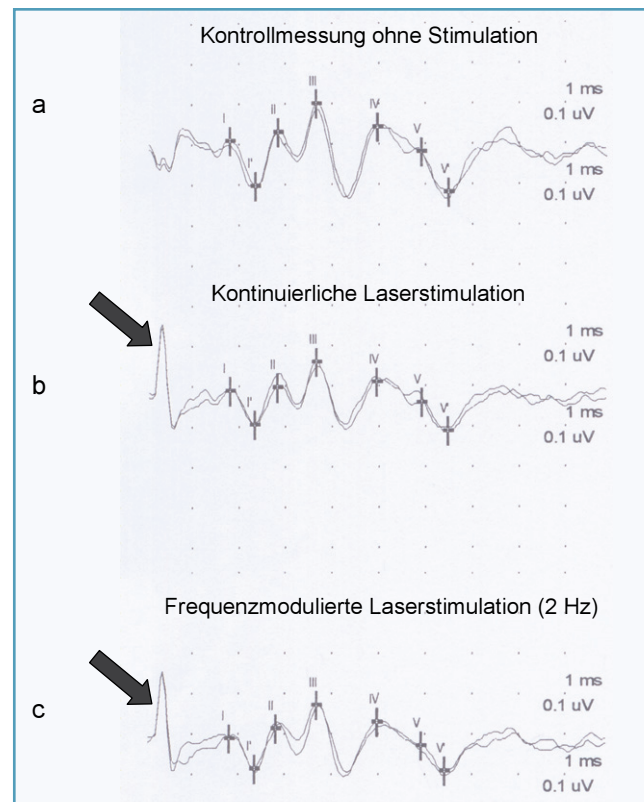 Kontrollmessung ohne Stimulation
a
I
I'
II
III
IV
V
V'
1 ms
0.1 uV
1 ms
0.1 uV
Kontinuierliche Laserstimulation
b
I
I'
II
III
IV
V
V'
1 ms
0.1 uV
1 ms
0.1 uV
Frequenzmodulierte Laserstimulation (2 Hz)
c
I
I'
II
III
IV
V
V'
1 ms
0.1 uV
1 ms
0.1 uV